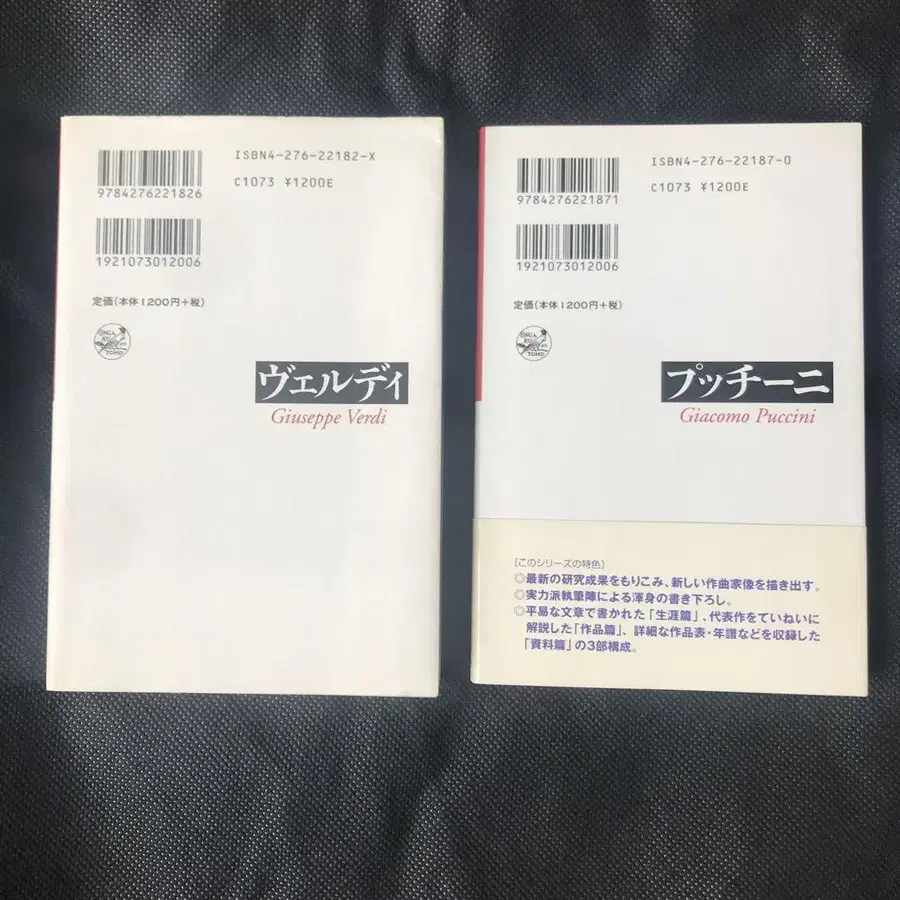 ISBN4-276-22182-X
C1073 ¥1200E
9784276221826
1921073012006
定価(本体1200円+税)
TOMO
ヴェルディ
Giuseppe Verdi
ISBN4-276-22187-0
C1073 ¥1200E
9784276221871
1921073012006
定価(本体1200円+税)
TOMO
プッチーニ
Giacomo Puccini
[このシリーズの特色]
◎最新の研究成果をもりこみ、新しい作曲家像を描き出す。
◎実力派執筆陣による渾身の書き下ろし。
◎平易な文章で書かれた「生涯篇」、代表作をていねいに
解説した「作品篇」、詳細な作品表・年譜などを収録した
「資料篇」の3部構成。